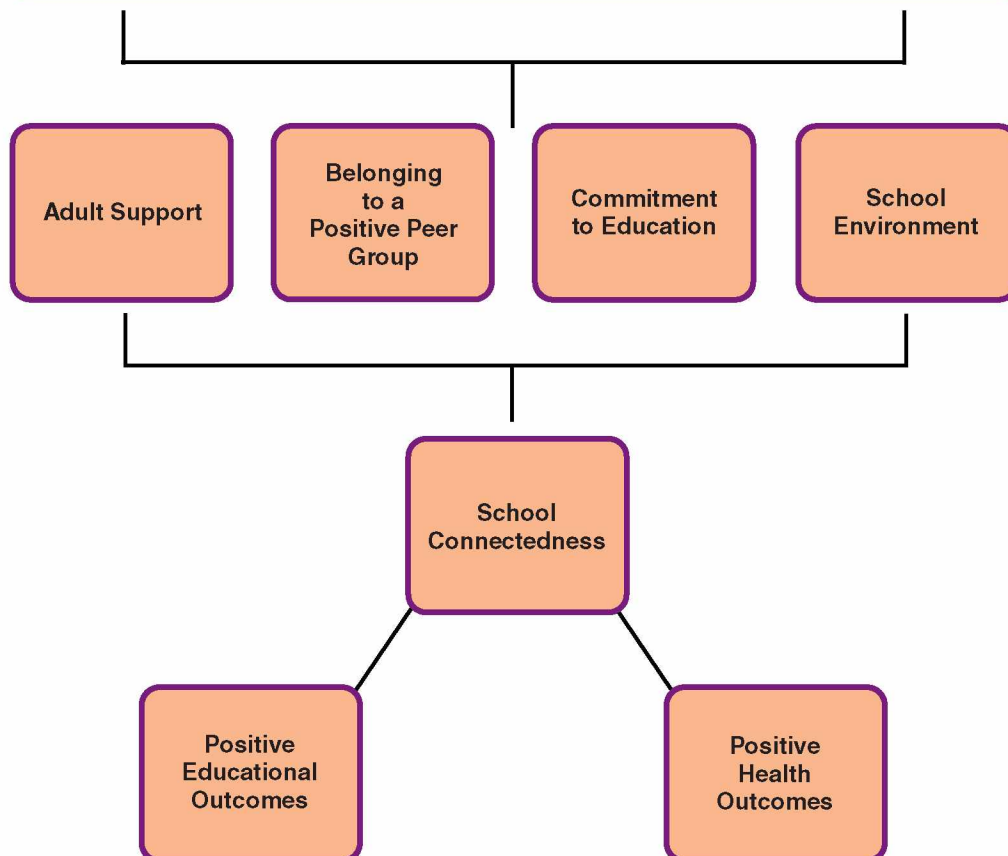 Adult Support
Belonging
to a
Positive Peer
Group
Commitment
to Education
School
Environment
School
Connectedness
Positive
Educational
Outcomes
Positive
Health
Outcomes